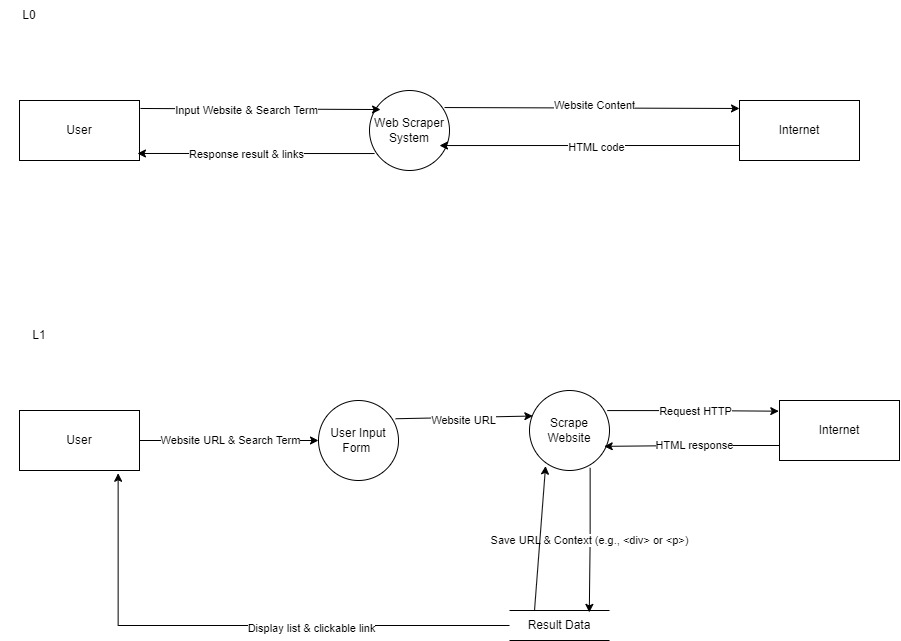 L0
User
Input Website & Search Term
Response result & links
Web Scraper
System
Website Content
HTML code
Internet
L1
User
Website URL & Search Term
User Input
Form
Website URL
Scrape
Website
Request HTTP
HTML response
Internet
Save URL & Context (e.g., <div> or <p>)
Result Data
Display list & clickable link